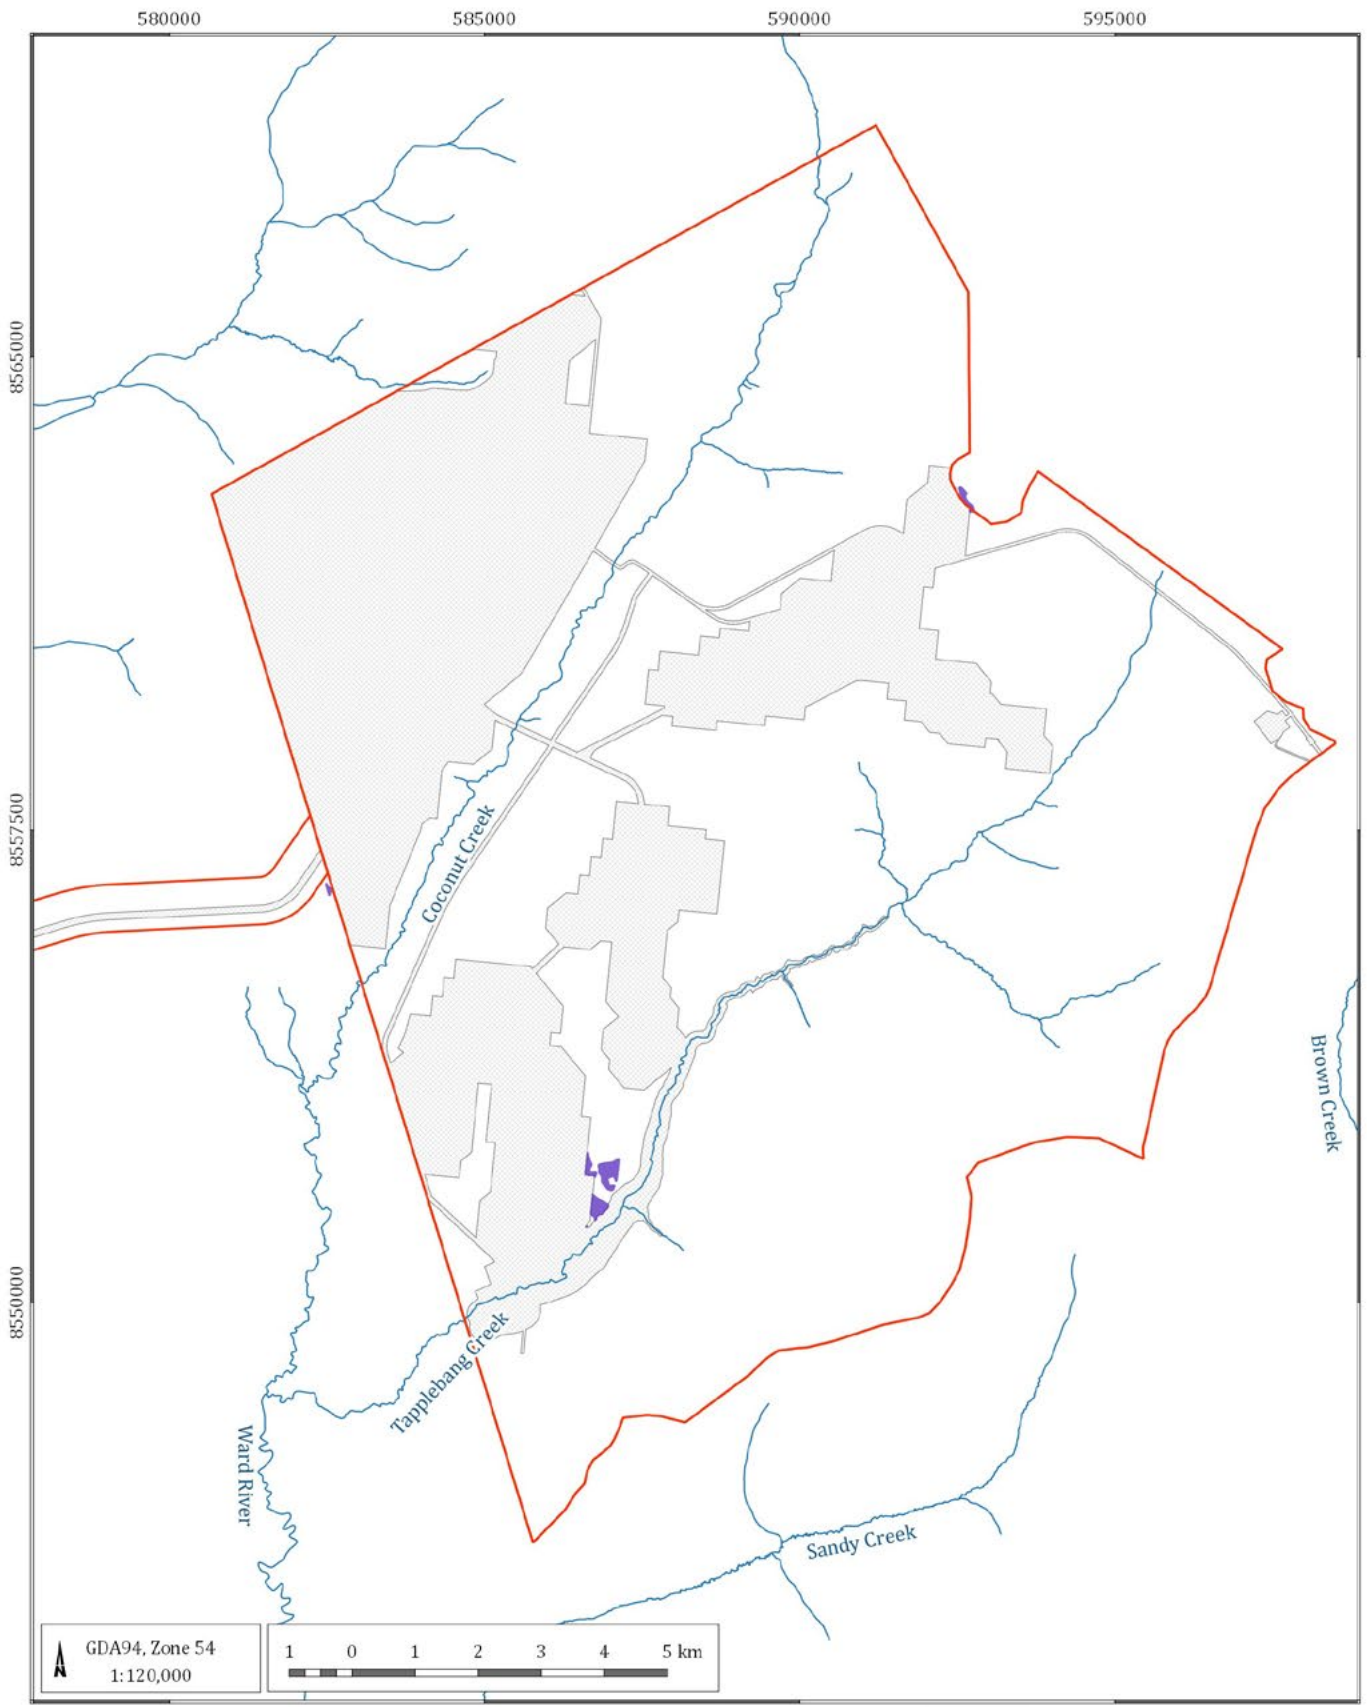 580000 585000 590000 595000
8565000
8557500
8550000
Coconut Creek
Brown Creek
Tapplebang Creek
Ward River
Sandy Creek
N
GDA94, Zone 54
1:120,000
1 0 1 2 3 4 5 km